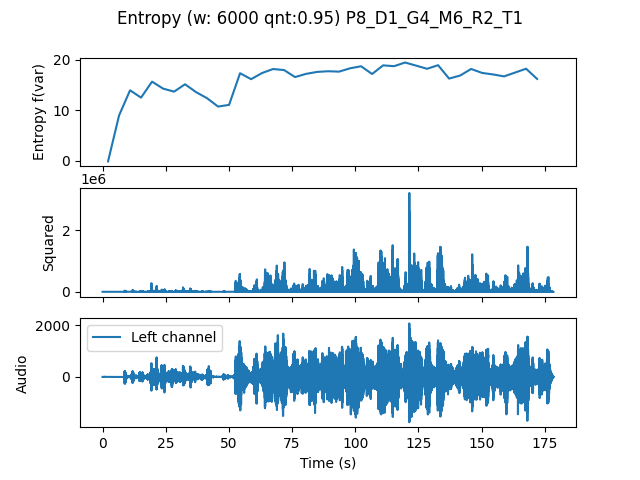 Entropy (w: 6000 qnt:0.95) P8_D1_G4_M6_R2_T1
20
10
0
Entropy f(var)
1e6
2
0
Squared
2000
0
Audio
Left channel
0 25 50 75 100 125 150 175
Time (s)